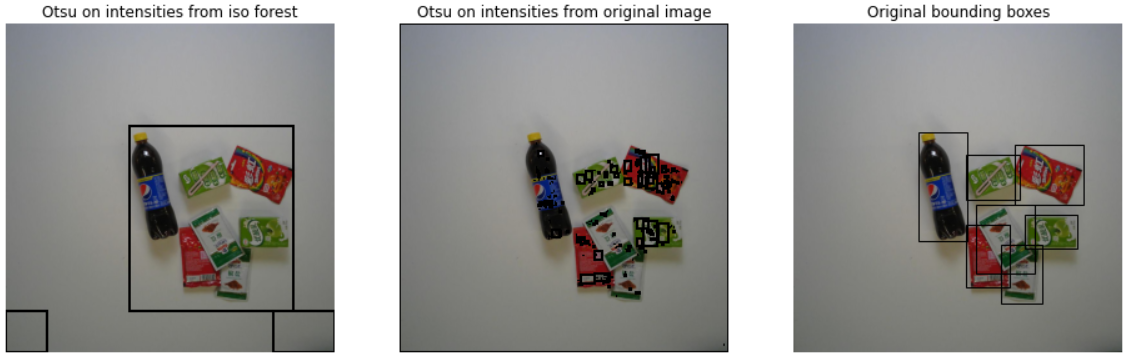 Otsu on intensities from iso forest
Otsu on intensities from original image
Original bounding boxes